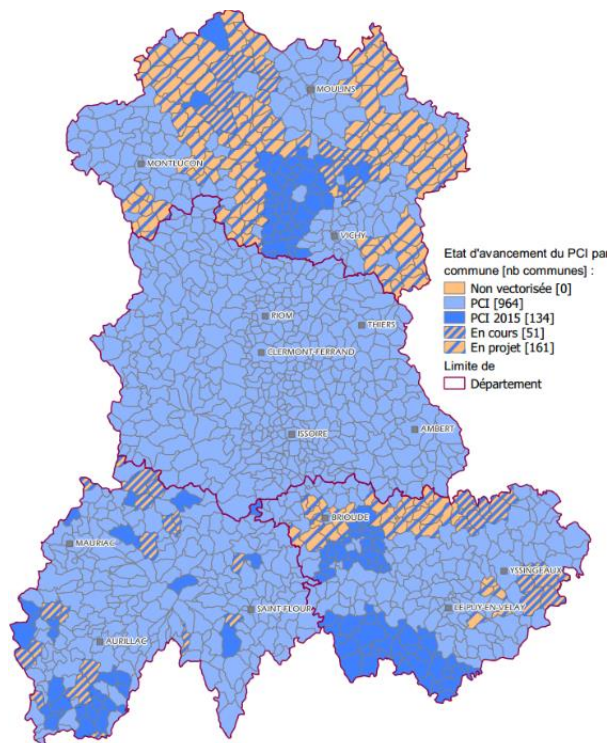 MOULINS
MONTLUCON
VICHY
Etat d'avancement du PCI par
commune [nb communes] :
Non vectorisée [0]
PCI [964]
PCI 2015 [134]
En cours [51]
En projet [161]
Limite de
Département
RIOM
THIERS
CLERMONT-FERRAND
ISSOIRE
AMBERT
BRIOUDE
MAURIAC
YSSINGEAUX
SAINT-FLOUR
LE-PUY-EN-VELAY
AURILLAC